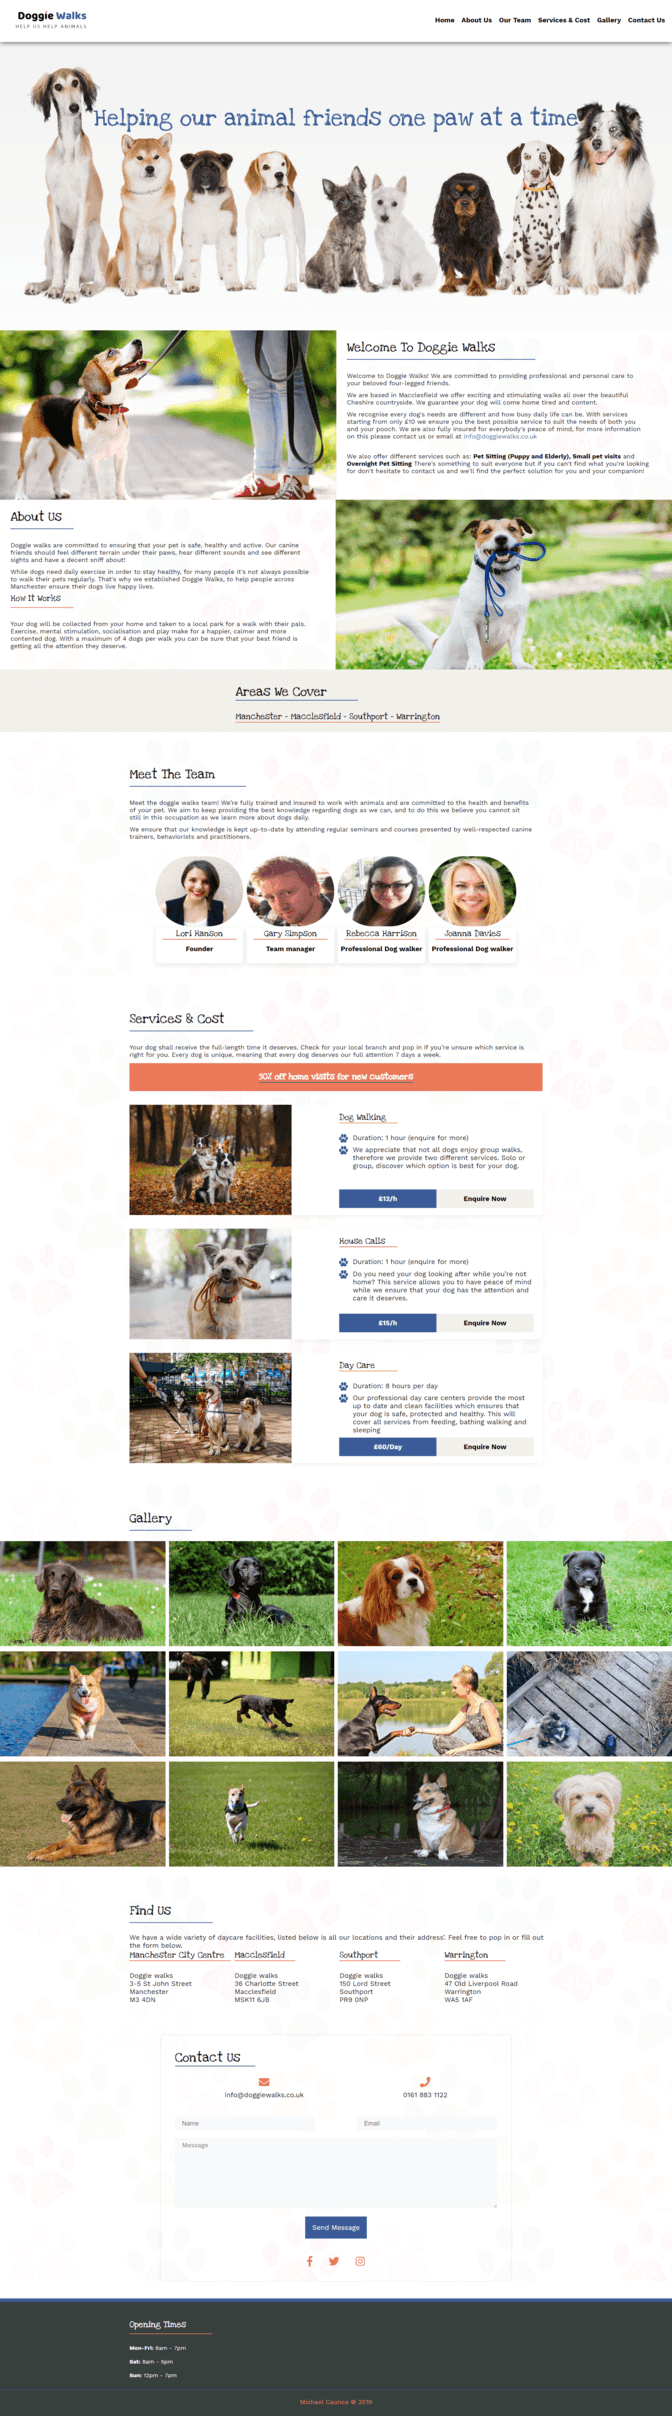 Doggie Walks
HELP US HELP ANIMALS
Home About Us Our Team Services & Cost Gallery Contact Us
Helping our animal friends one paw at a time
Welcome To Doggie Walks
Welcome to Doggie Walks! We are committed to providing professional and personal care to
your beloved four-legged friends.
We are based in Macclesfield we offer exciting and stimulating walks all over the beautiful
Cheshire countryside. We guarantee your dog will come home tired and content.
We recognise every dog's needs are different and how busy daily life can be. With services
starting from only £10 we ensure you the best possible service to suit the needs of both you
and your pooch. We are also fully insured for everybody's peace of mind, for more information
on this please contact us or email at info@doggiewalks.co.uk
We also offer different services such as: Pet Sitting (Puppy and Elderly), Small pet visits and
Overnight Pet Sitting There's something to suit everyone but if you can't find what you're looking
for don't hesitate to contact us and we'll find the perfect solution for you and your companion!
About Us
Doggie walks are committed to ensuring that your pet is safe, healthy and active. Our canine
friends should feel different terrain under their paws, hear different sounds and see different
sights and have a decent sniff about!
While dogs need daily exercise in order to stay healthy, for many people it's not always possible
to walk their pets regularly. That's why we established Doggie Walks, to help people across
Manchester ensure their dogs live happy lives.
How It Works
Your dog will be collected from your home and taken to a local park for a walk with their pals.
Exercise, mental stimulation, socialisation and play make for a happier, calmer and more
contented dog. With a maximum of 4 dogs per walk you can be sure that your best friend is
getting all the attention they deserve.
Areas We Cover
Manchester - Macclesfield - Southport - Warrington
Meet The Team
Meet the doggie walks team! We're fully trained and insured to work with animals and are committed to the health and benefits
of your pet. We aim to keep providing the best knowledge regarding dogs as we can, and to do this we believe you cannot sit
still in this occupation as we learn more about dogs daily.
We ensure that our knowledge is kept up-to-date by attending regular seminars and courses presented by well-respected canine
trainers, behaviorists and practitioners.
Lori Hanson
Founder
Gary Simpson
Team manager
Rebecca Harrison
Professional Dog walker
Joanna Davies
Professional Dog walker
Services & Cost
Your dog shall receive the full-length time it deserves. Check for your local branch and pop in if you're unsure which service is
right for you. Every dog is unique, meaning that every dog deserves our full attention 7 days a week.
50% off home visits for new customers
Dog Walking
Duration: 1 hour (enquire for more)
We appreciate that not all dogs enjoy group walks,
therefore we provide two different services. Solo or
group, discover which option is best for your dog.
£12/h Enquire Now
House Calls
Duration: 1 hour (enquire for more)
Do you need your dog looking after while you're not
home? This service allows you to have peace of mind
while we ensure that your dog has the attention and
care it deserves.
£15/h Enquire Now
Day Care
Duration: 8 hours per day
Our professional day care centers provide the most
up to date and clean facilities which ensures that
your dog is safe, protected and healthy. This will
cover all services from feeding, bathing walking and
sleeping
£60/Day Enquire Now
Gallery
Find Us
We have a wide variety of daycare facilities, listed below is all our locations and their address'. Feel free to pop in or fill out
the form below.
Manchester City Centre
Doggie walks
3-5 St John Street
Manchester
M3 4DN
Macclesfield
Doggie walks
36 Charlotte Street
Macclesfield
MSK11 6JB
Southport
Doggie walks
150 Lord Street
Southport
PR9 0NP
Warrington
Doggie walks
47 Old Liverpool Road
Warrington
WA5 1AF
Contact Us
info@doggiewalks.co.uk
0161 883 1122
Name
Email
Message
Send Message
Opening Times
Mon-Fri: 8am - 7pm
Sat: 8am - 5pm
Sun: 12pm - 7pm
Michael Caunce © 2019